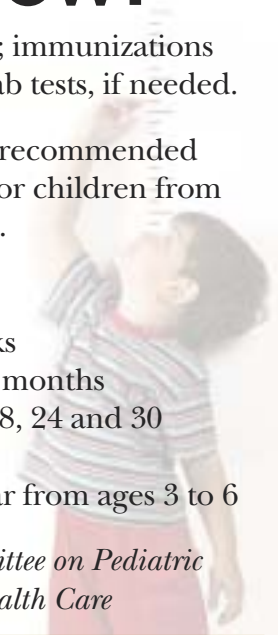 ; immunizations
ab tests, if needed.
recommended
or children from
.
ks
months
8, 24 and 30
ar from ages 3 to 6
ittee on Pediatric
alth Care